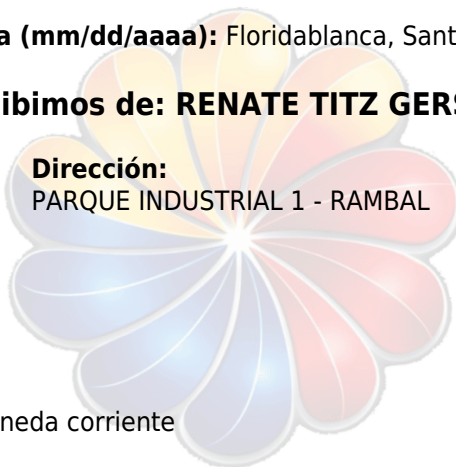 a (mm/dd/aaaa): Floridablanca, Sant
ibimos de: RENATE TITZ GERS
Dirección:
PARQUE INDUSTRIAL 1 - RAMBAL
neda corriente